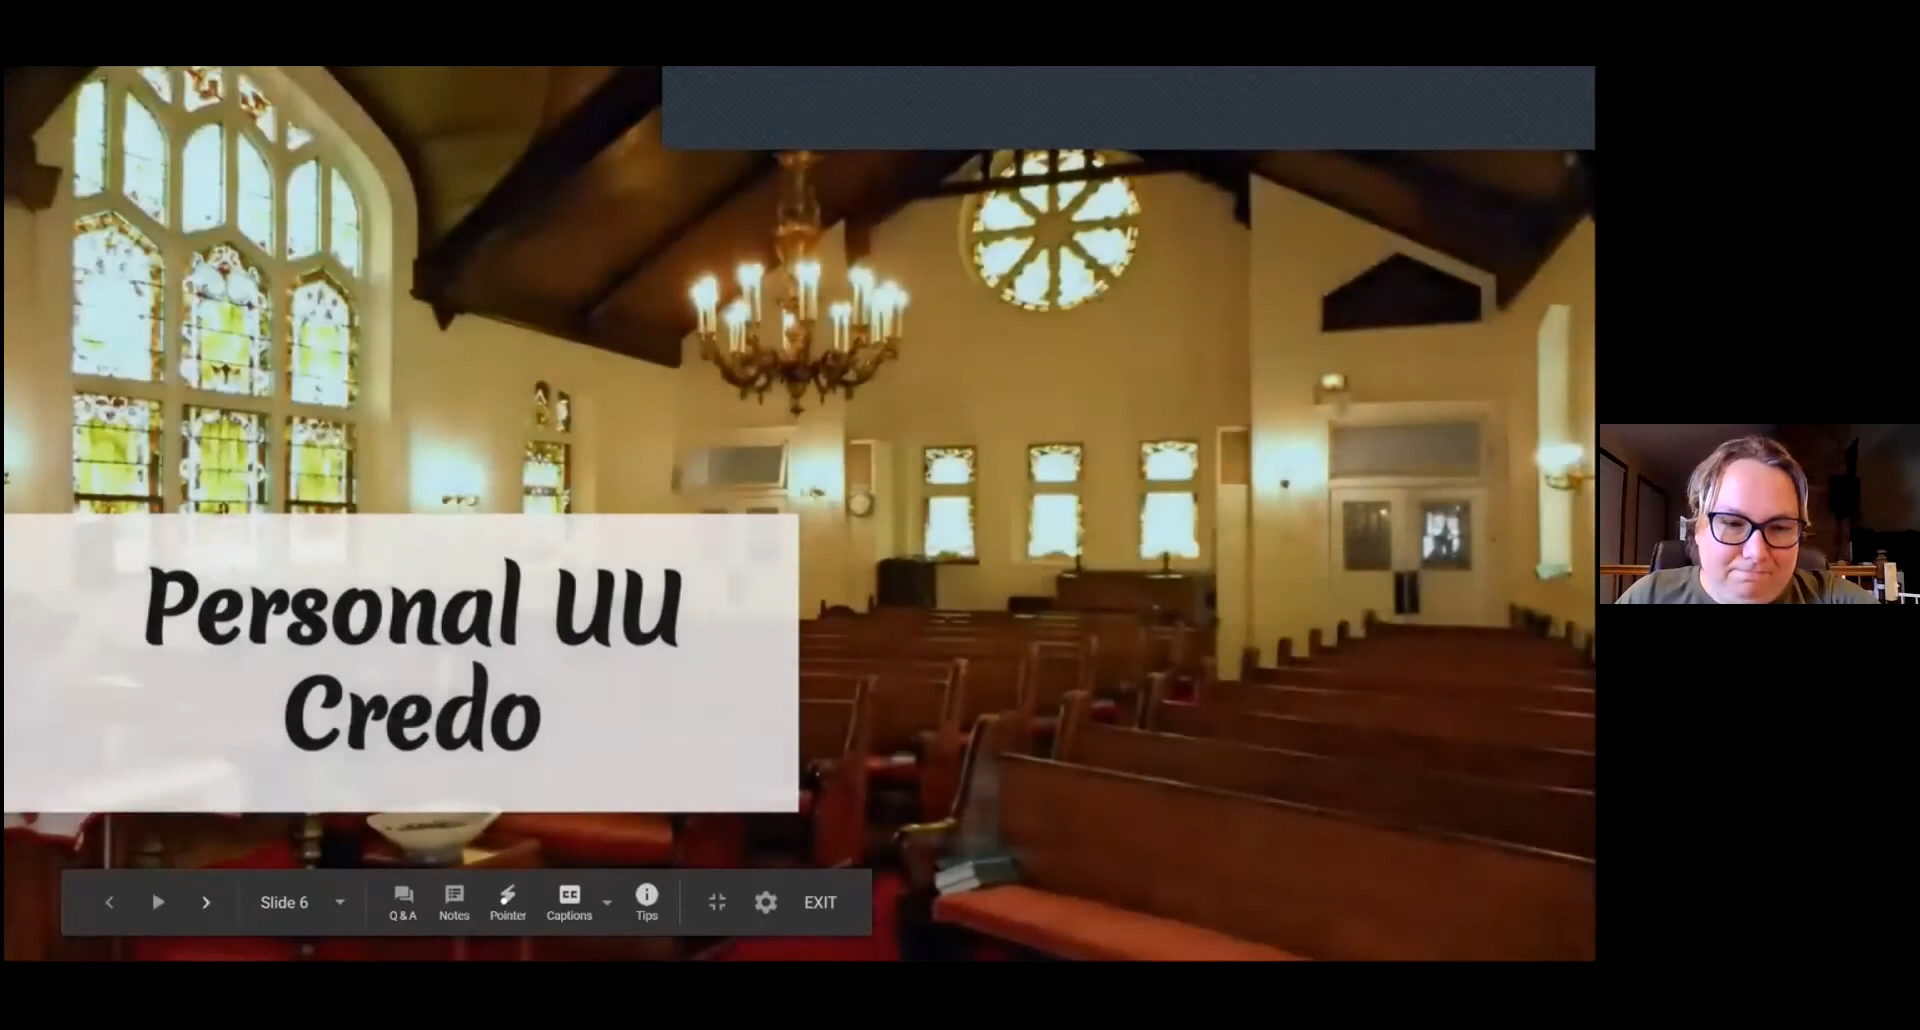 Personal UU
Credo
Slide 6
Q & A
Notes
Pointer
Captions
Tips
EXIT